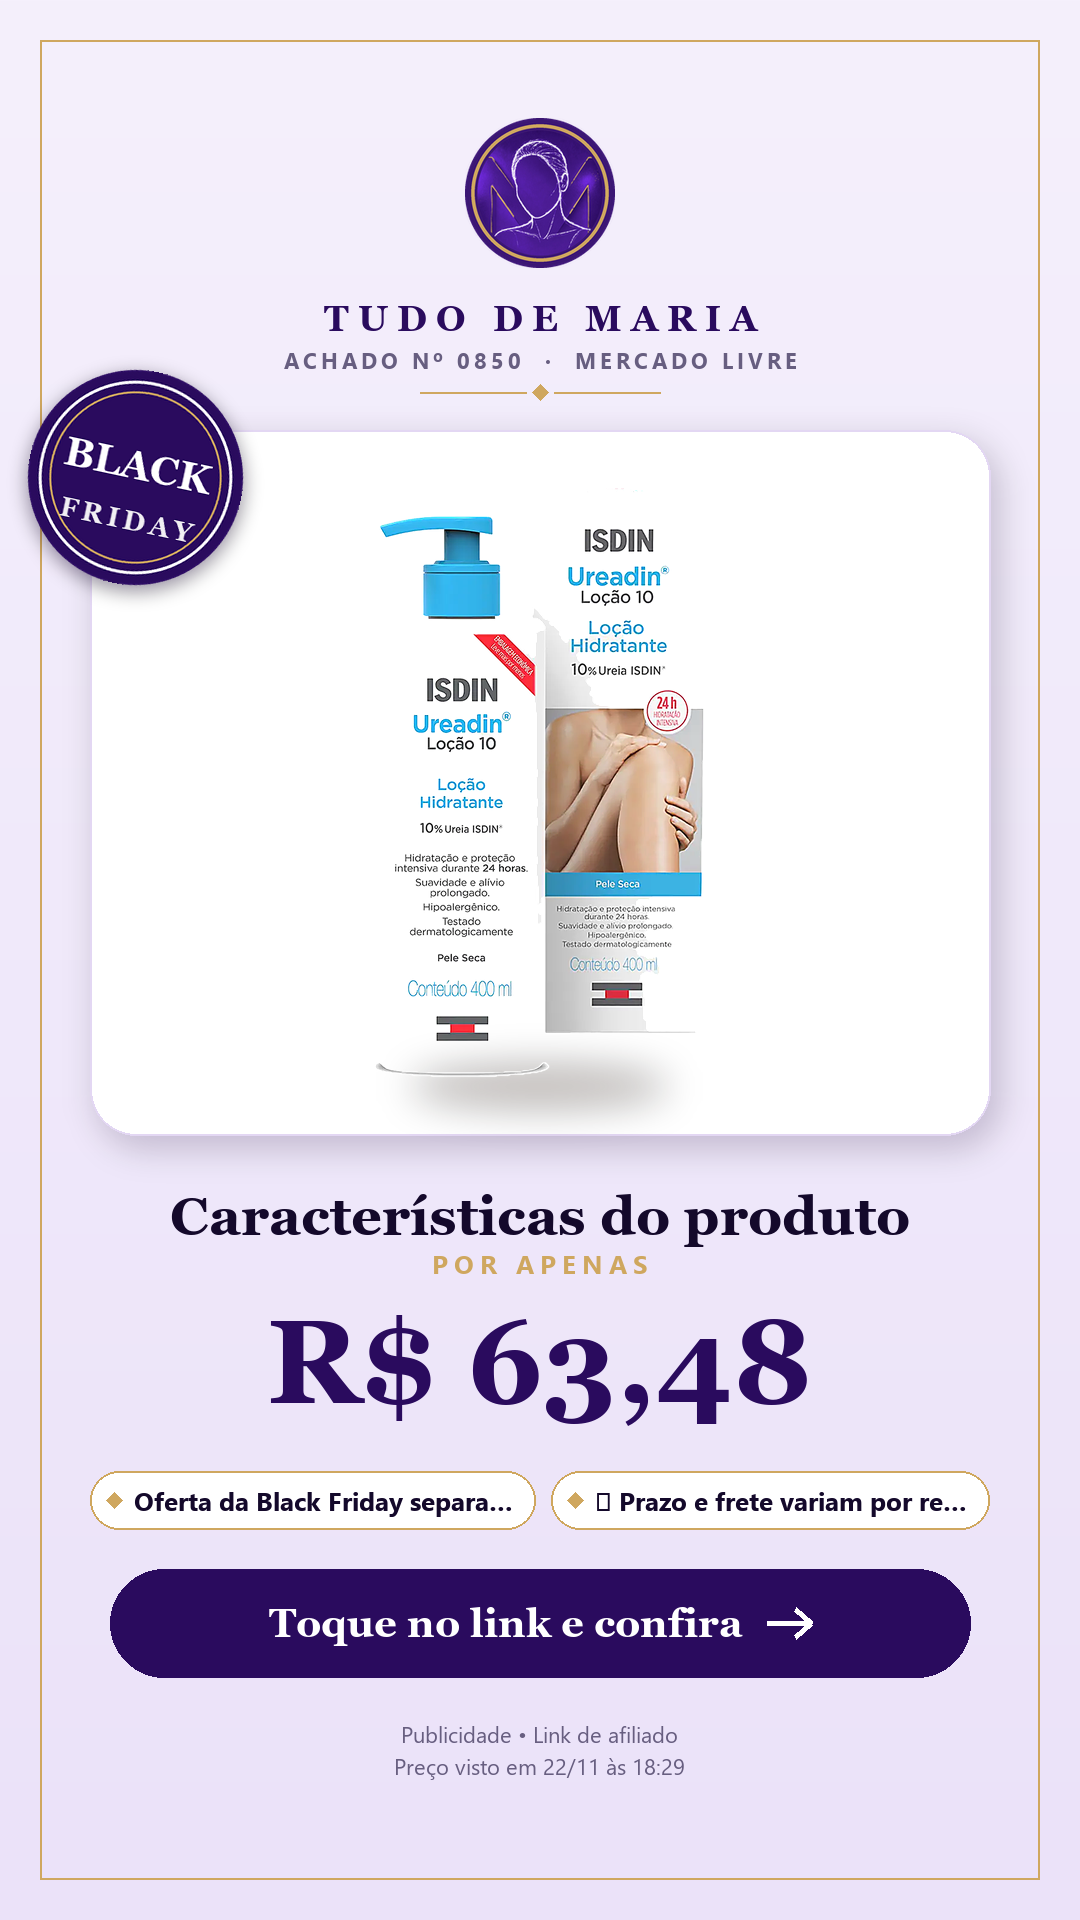 TUDO DE MARIA
ACHADO Nº 0850 · MERCADO LIVRE
BLACK
FRIDAY
EMBALAGEM ECONÔMICA
ISDIN
Ureadin®
Loção 10
Loção
Hidratante
10% Ureia ISDIN®
Hidratação e proteção
intensiva durante 24 horas.
Suavidade e alívio
prolongado.
Hipoalergênico.
Testado
dermatologicamente
Pele Seca
Conteúdo 400 ml
ISDIN
Ureadin®
Loção 10
Loção
Hidratante
10% Ureia ISDIN®
24 h
HIDRATAÇÃO
INTENSIVA
Pele Seca
Hidratação e proteção intensiva
durante 24 horas.
Suavidade e alívio prolongado.
Hipoalergênico.
Testado dermatologicamente
Conteúdo 400 ml
Características do produto
POR APENAS
R$ 63,48
Oferta da Black Friday separa...
Prazo e frete variam por re...
Toque no link e confira →
Publicidade • Link de afiliado
Preço visto em 22/11 às 18:29